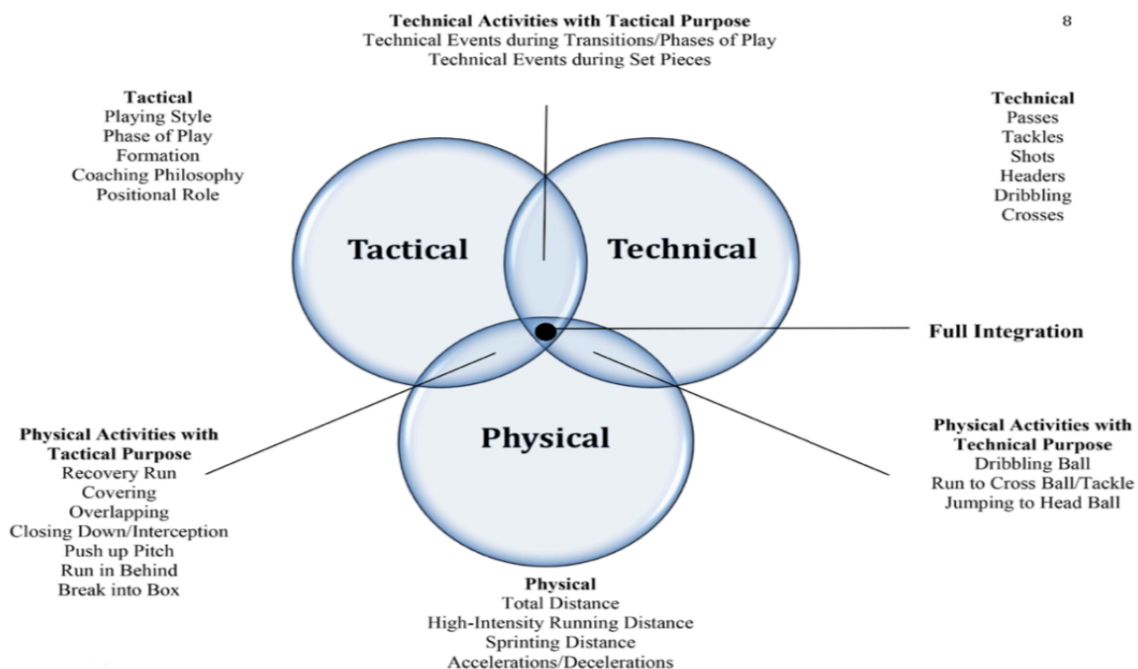 Technical Activities with Tactical Purpose
Technical Events during Transitions/Phases of Play
Technical Events during Set Pieces
8
Tactical
Playing Style
Phase of Play
Formation
Coaching Philosophy
Positional Role
Technical
Passes
Tackles
Shots
Headers
Dribbling
Crosses
Tactical
Technical
Full Integration
Physical
Physical Activities with
Tactical Purpose
Recovery Run
Covering
Overlapping
Closing Down/Interception
Push up Pitch
Run in Behind
Break into Box
Physical Activities with
Technical Purpose
Dribbling Ball
Run to Cross Ball/Tackle
Jumping to Head Ball
Physical
Total Distance
High-Intensity Running Distance
Sprinting Distance
Accelerations/Decelerations